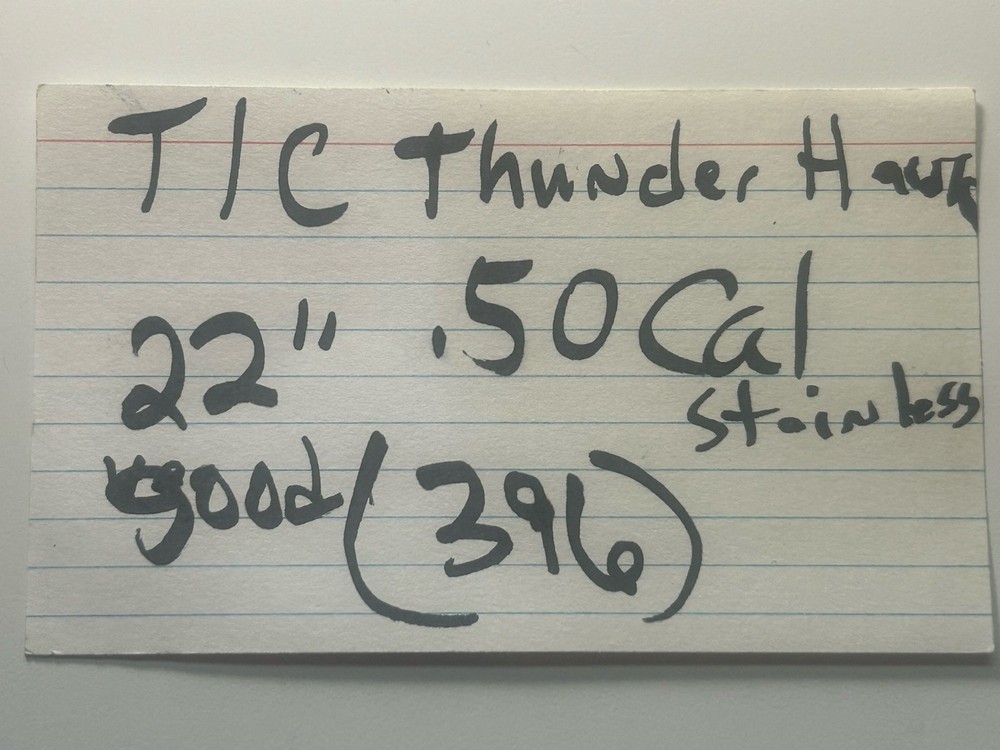 T/C Thunder Hawk
22" .50 Cal
stainless
good (396)